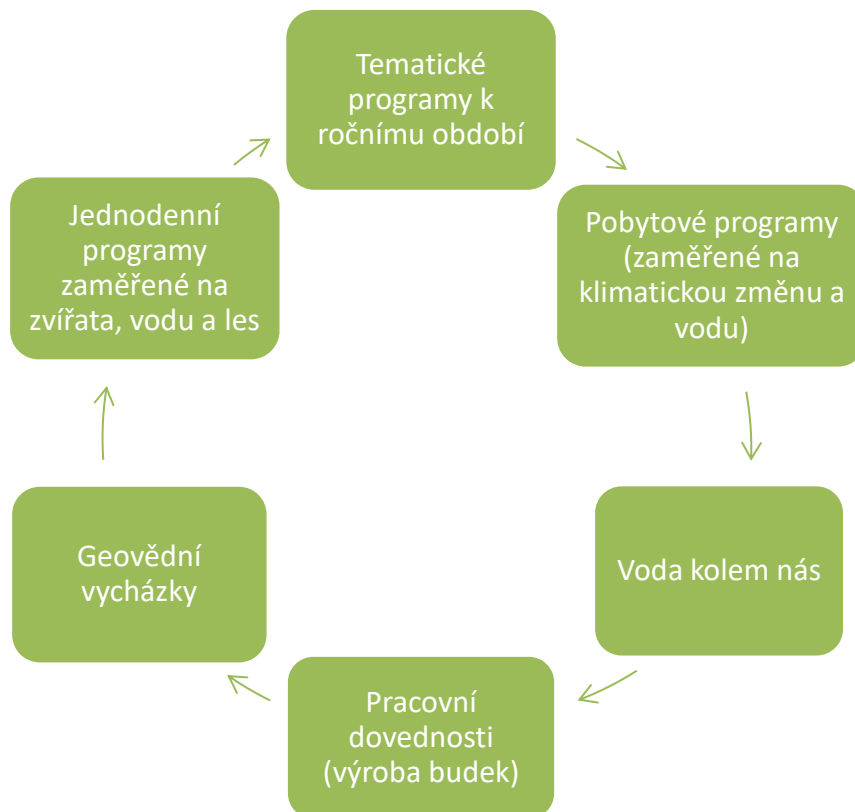 Tematické
programy k
ročnímu období
Pobytové programy
(zaměřené na
klimatickou změnu a
vodu)
Voda kolem nás
Pracovní
dovednosti
(výroba budek)
Geovědní
vycházky
Jednodenní
programy
zaměřené na
zvířata, vodu a les